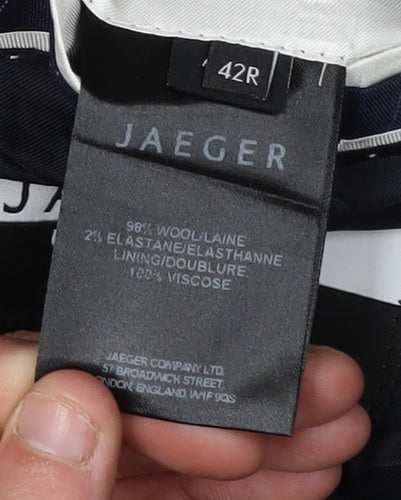 42R
JAEGER
98% WOOL/LAINE
2% ELASTANE/ELASTHANNE
LINING/DOUBLURE
100% VISCOSE
JAEGER COMPANY LTD.
57 BROADWICK STREET
LONDON, ENGLAND, W1F 9QS
JA